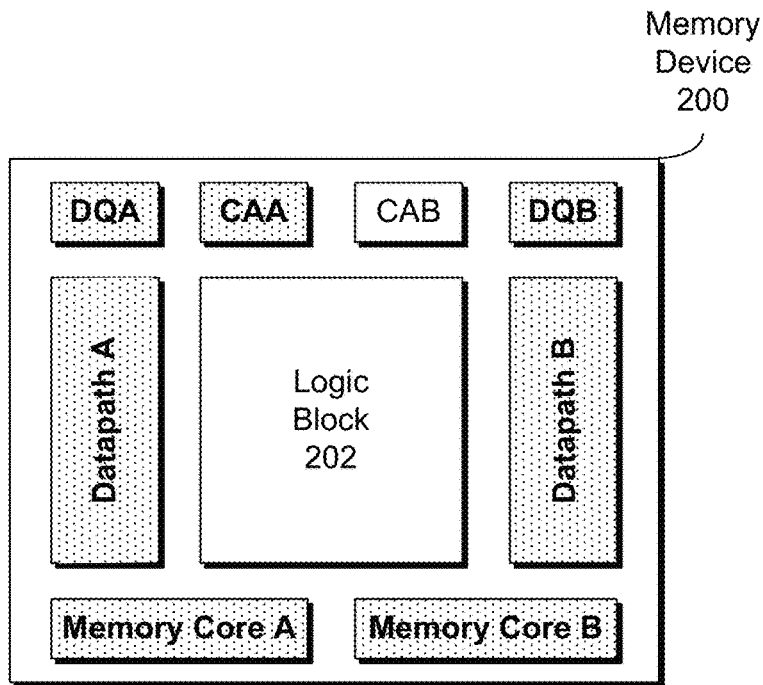 Memory
Device
200
DQA
CAA
CAB
DQB
Datapath A
Logic
Block
202
Datapath B
Memory Core A
Memory Core B